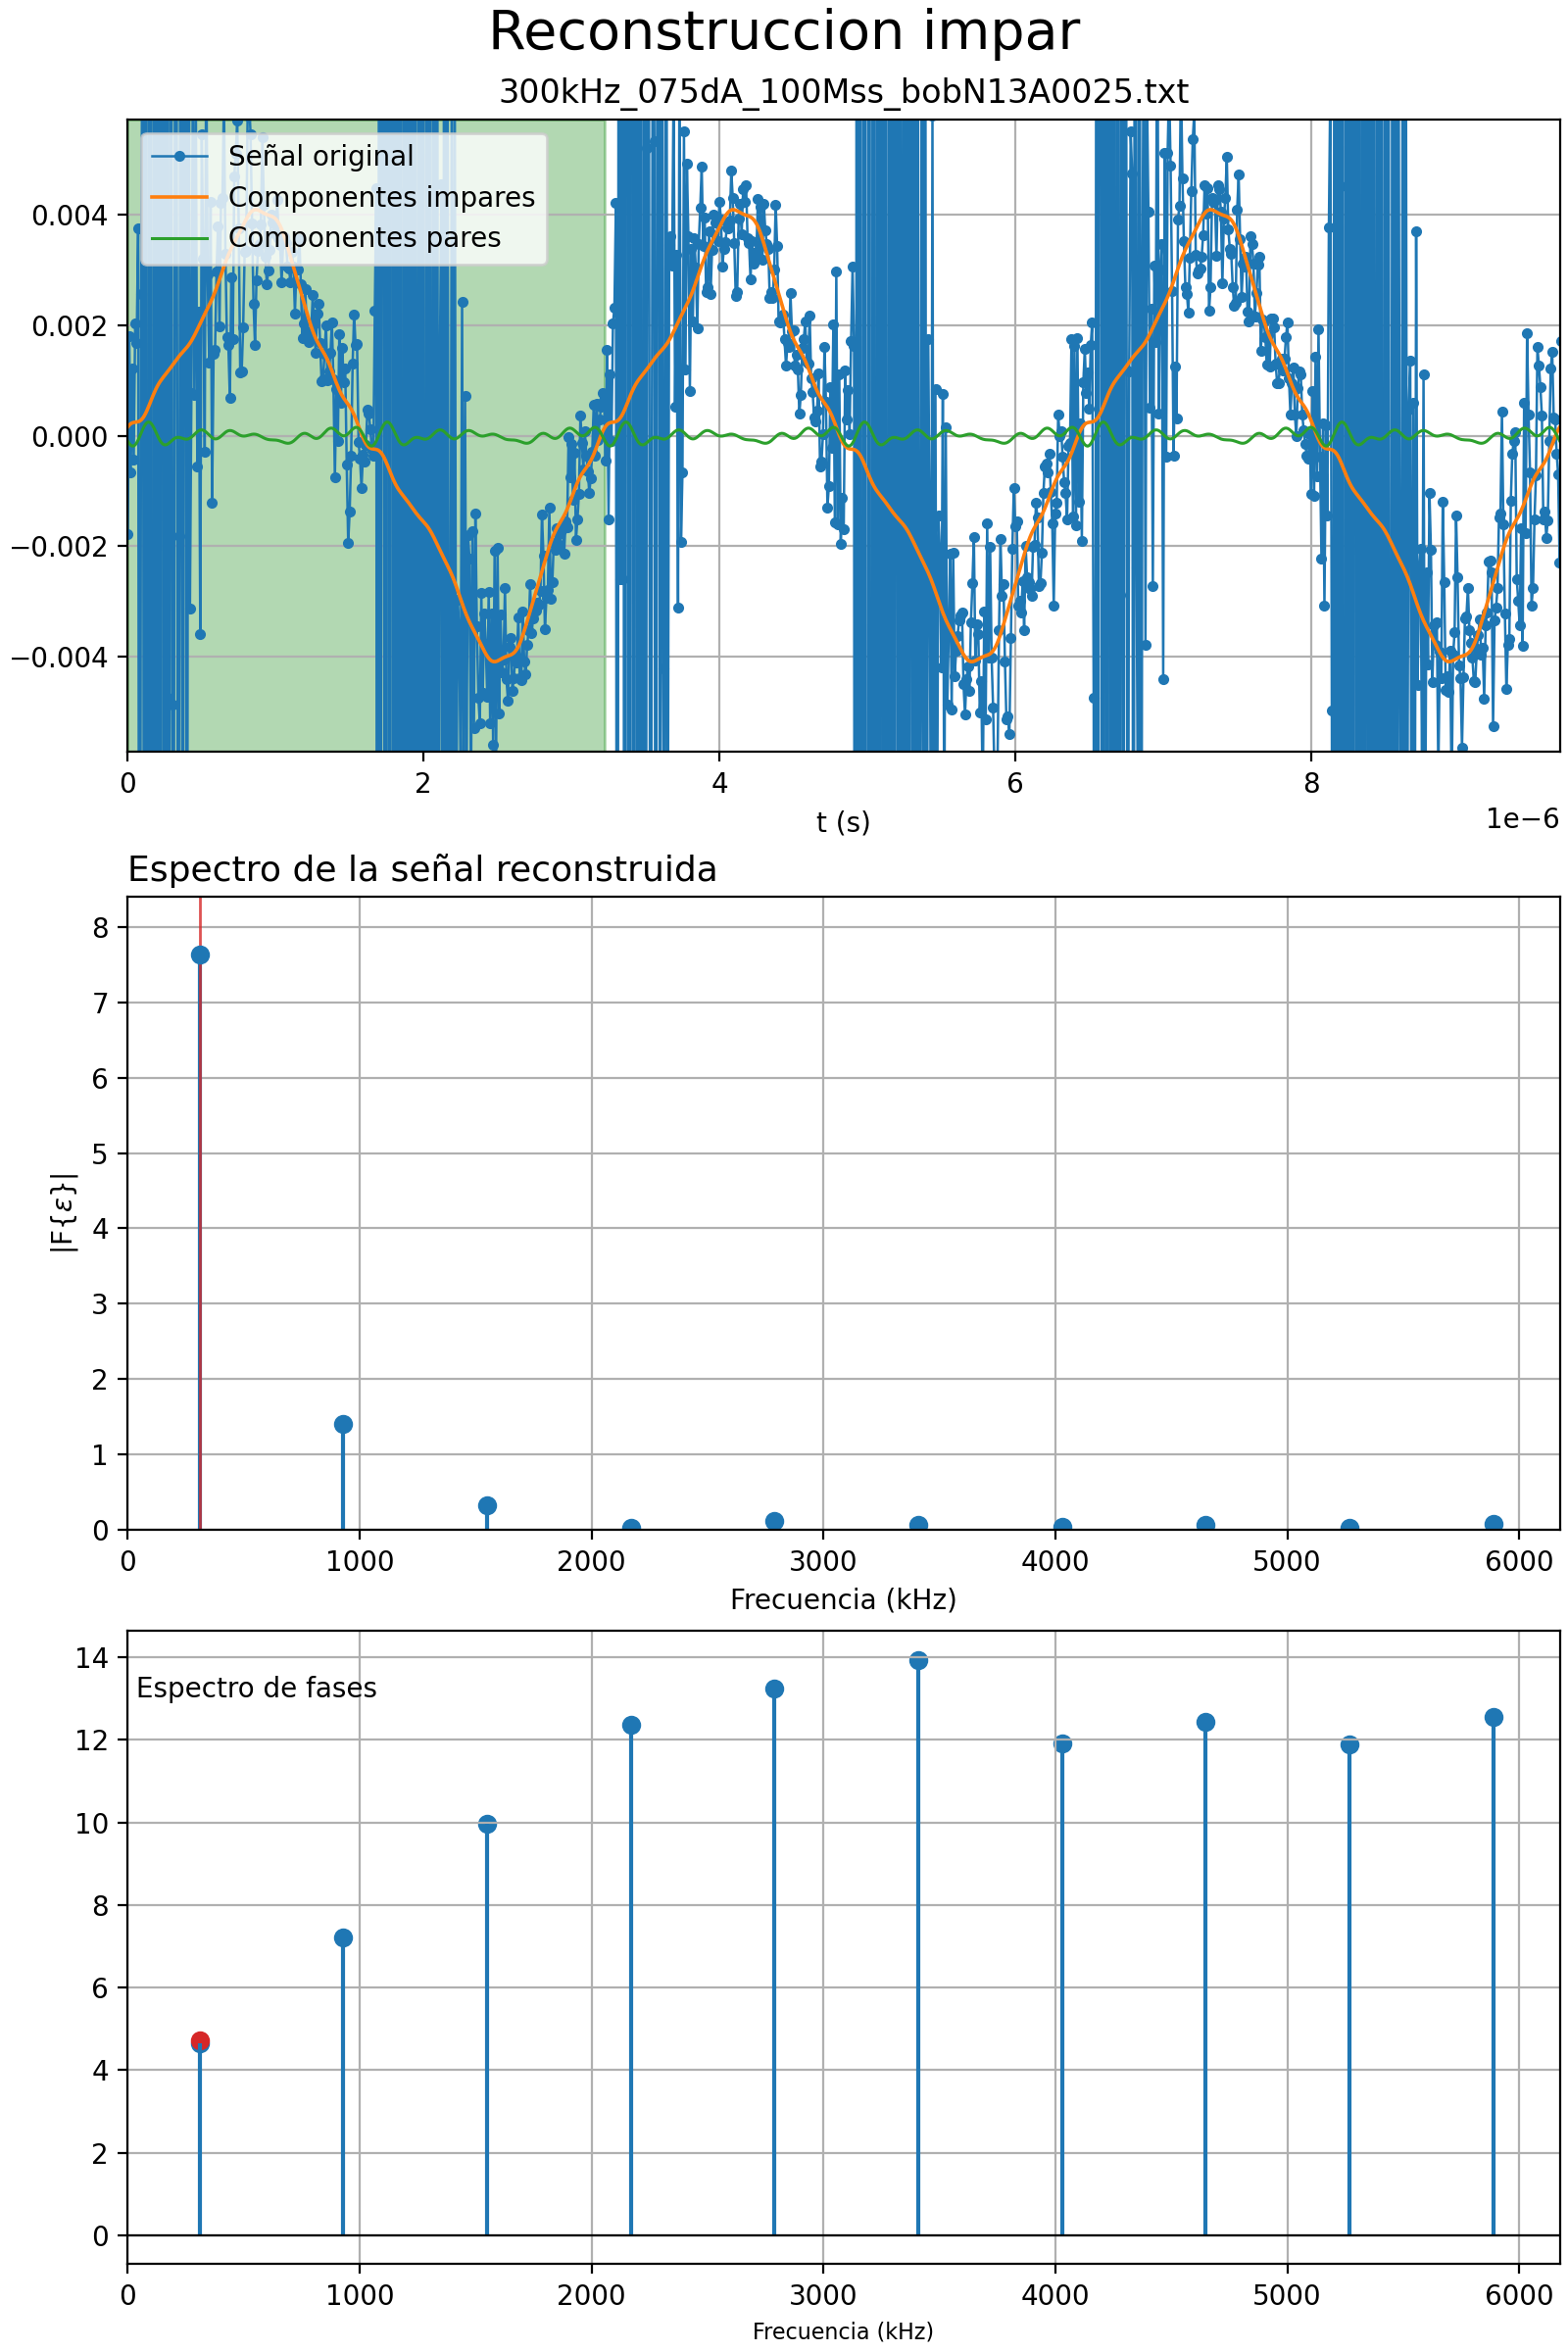 Reconstruccion impar
300kHz_075dA_100Mss_bobN13A0025.txt
Señal original
Componentes impares
Componentes pares
0.004
0.002
0.000
−0.002
−0.004
0 2 4 6 8
1e−6
t (s)
Espectro de la señal reconstruida
8
7
6
5
4
3
2
1
0
|F{ε}|
0 1000 2000 3000 4000 5000 6000
Frecuencia (kHz)
14
12
10
8
6
4
2
0
Espectro de fases
0 1000 2000 3000 4000 5000 6000
Frecuencia (kHz)